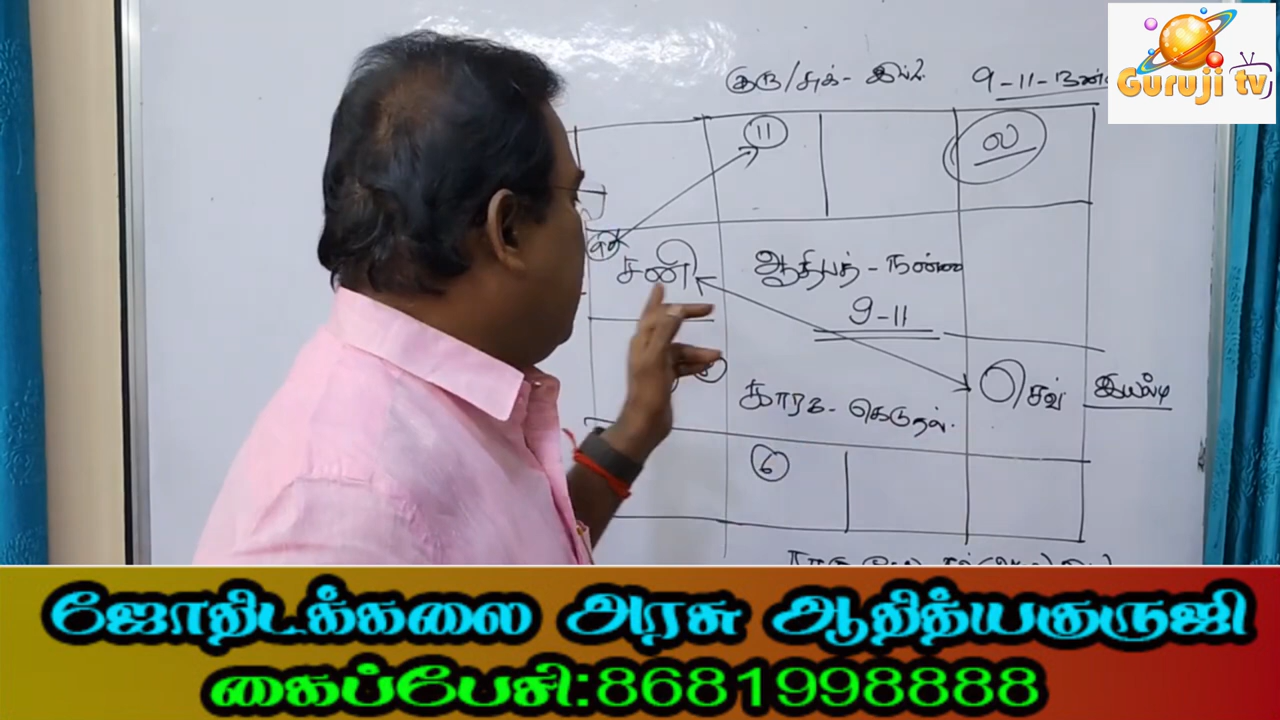 Guruji tv
குரு/சுக் - இல்
9-11-நன்
11
ல
சனி
ஆதிபத் - நன்மை
9-11
காரக - கெடுதல்.
செவ்
6
ஜோதிடக்கலை அரசு ஆதித்யகுருஜி
கைப்பேசி:8681998888